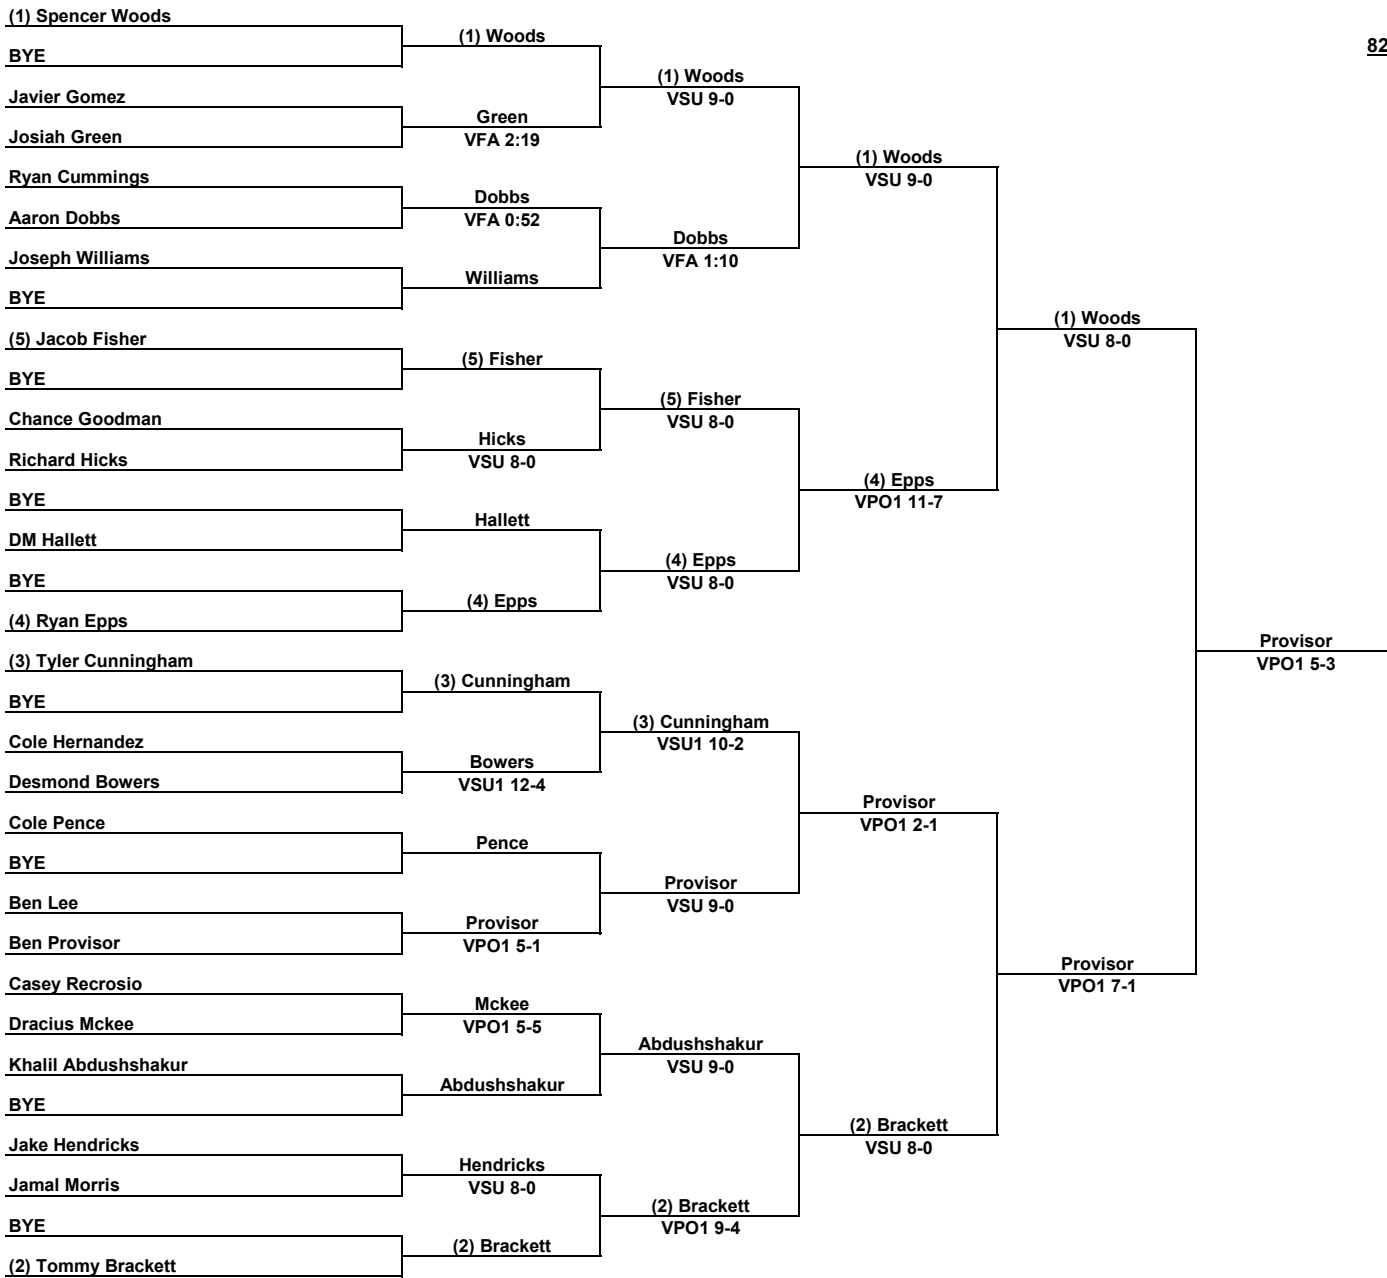 (1) Spencer Woods
BYE
Javier Gomez
Josiah Green
Ryan Cummings
Aaron Dobbs
Joseph Williams
BYE
(5) Jacob Fisher
BYE
Chance Goodman
Richard Hicks
BYE
DM Hallett
BYE
(4) Ryan Epps
(3) Tyler Cunningham
BYE
Cole Hernandez
Desmond Bowers
Cole Pence
BYE
Ben Lee
Ben Provisor
Casey Recrosio
Dracius Mckee
Khalil Abdushshakur
BYE
Jake Hendricks
Jamal Morris
BYE
(2) Tommy Brackett
(1) Woods
Green
VFA 2:19
Dobbs
VFA 0:52
Williams
(5) Fisher
Hicks
VSU 8-0
Hallett
(4) Epps
(3) Cunningham
Bowers
VSU1 12-4
Pence
Provisor
VPO1 5-1
Mckee
VPO1 5-5
Abdushshakur
Hendricks
VSU 8-0
(2) Brackett
(1) Woods
VSU 9-0
Dobbs
VFA 1:10
(5) Fisher
VSU 8-0
(4) Epps
VSU 8-0
(3) Cunningham
VSU1 10-2
Provisor
VSU 9-0
Abdushshakur
VSU 9-0
(2) Brackett
VPO1 9-4
(1) Woods
VSU 9-0
(4) Epps
VPO1 11-7
Provisor
VPO1 2-1
(2) Brackett
VSU 8-0
(1) Woods
VSU 8-0
Provisor
VPO1 7-1
Provisor
VPO1 5-3
82